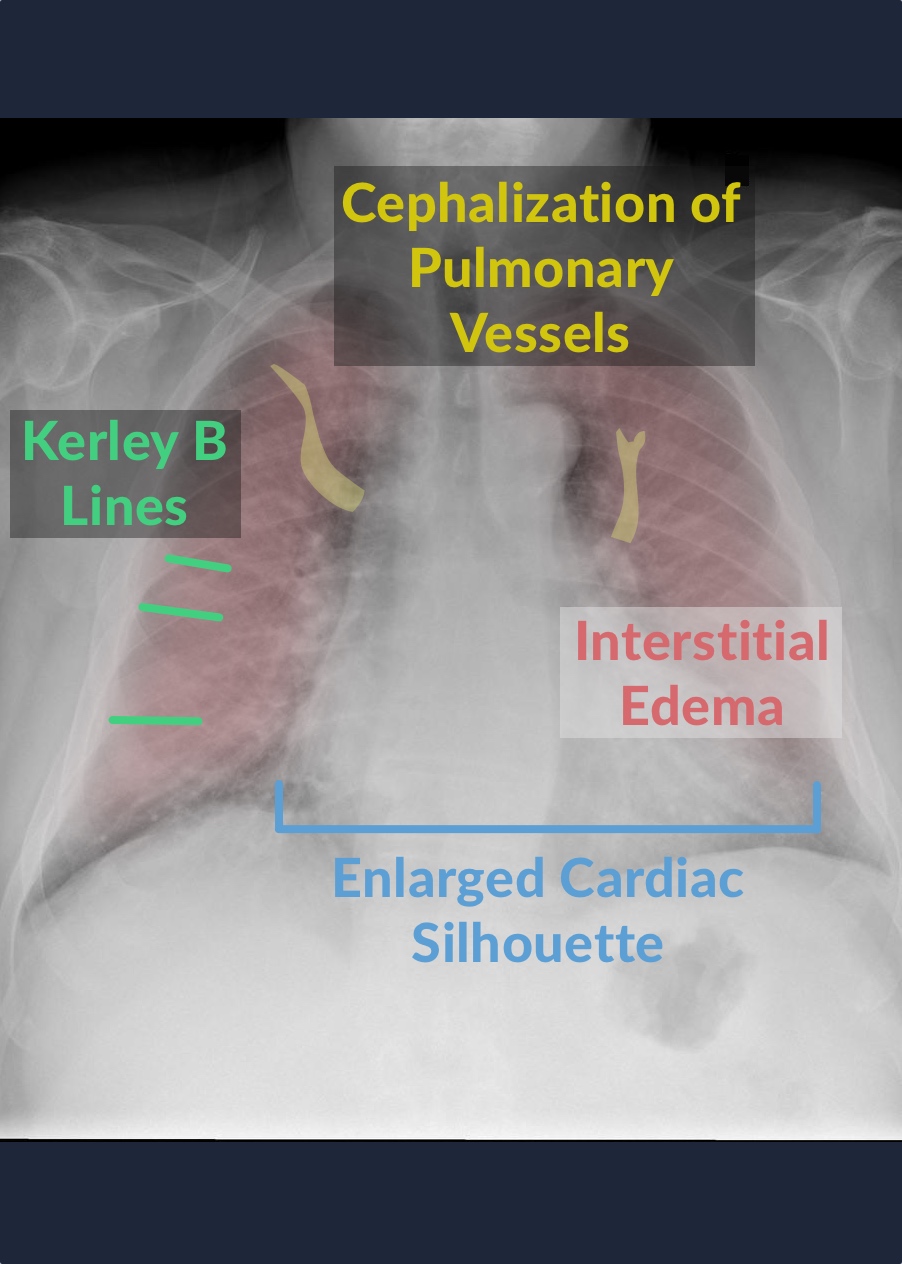 Cephalization of
Pulmonary
Vessels
Kerley B
Lines
Interstitial
Edema
Enlarged Cardiac
Silhouette